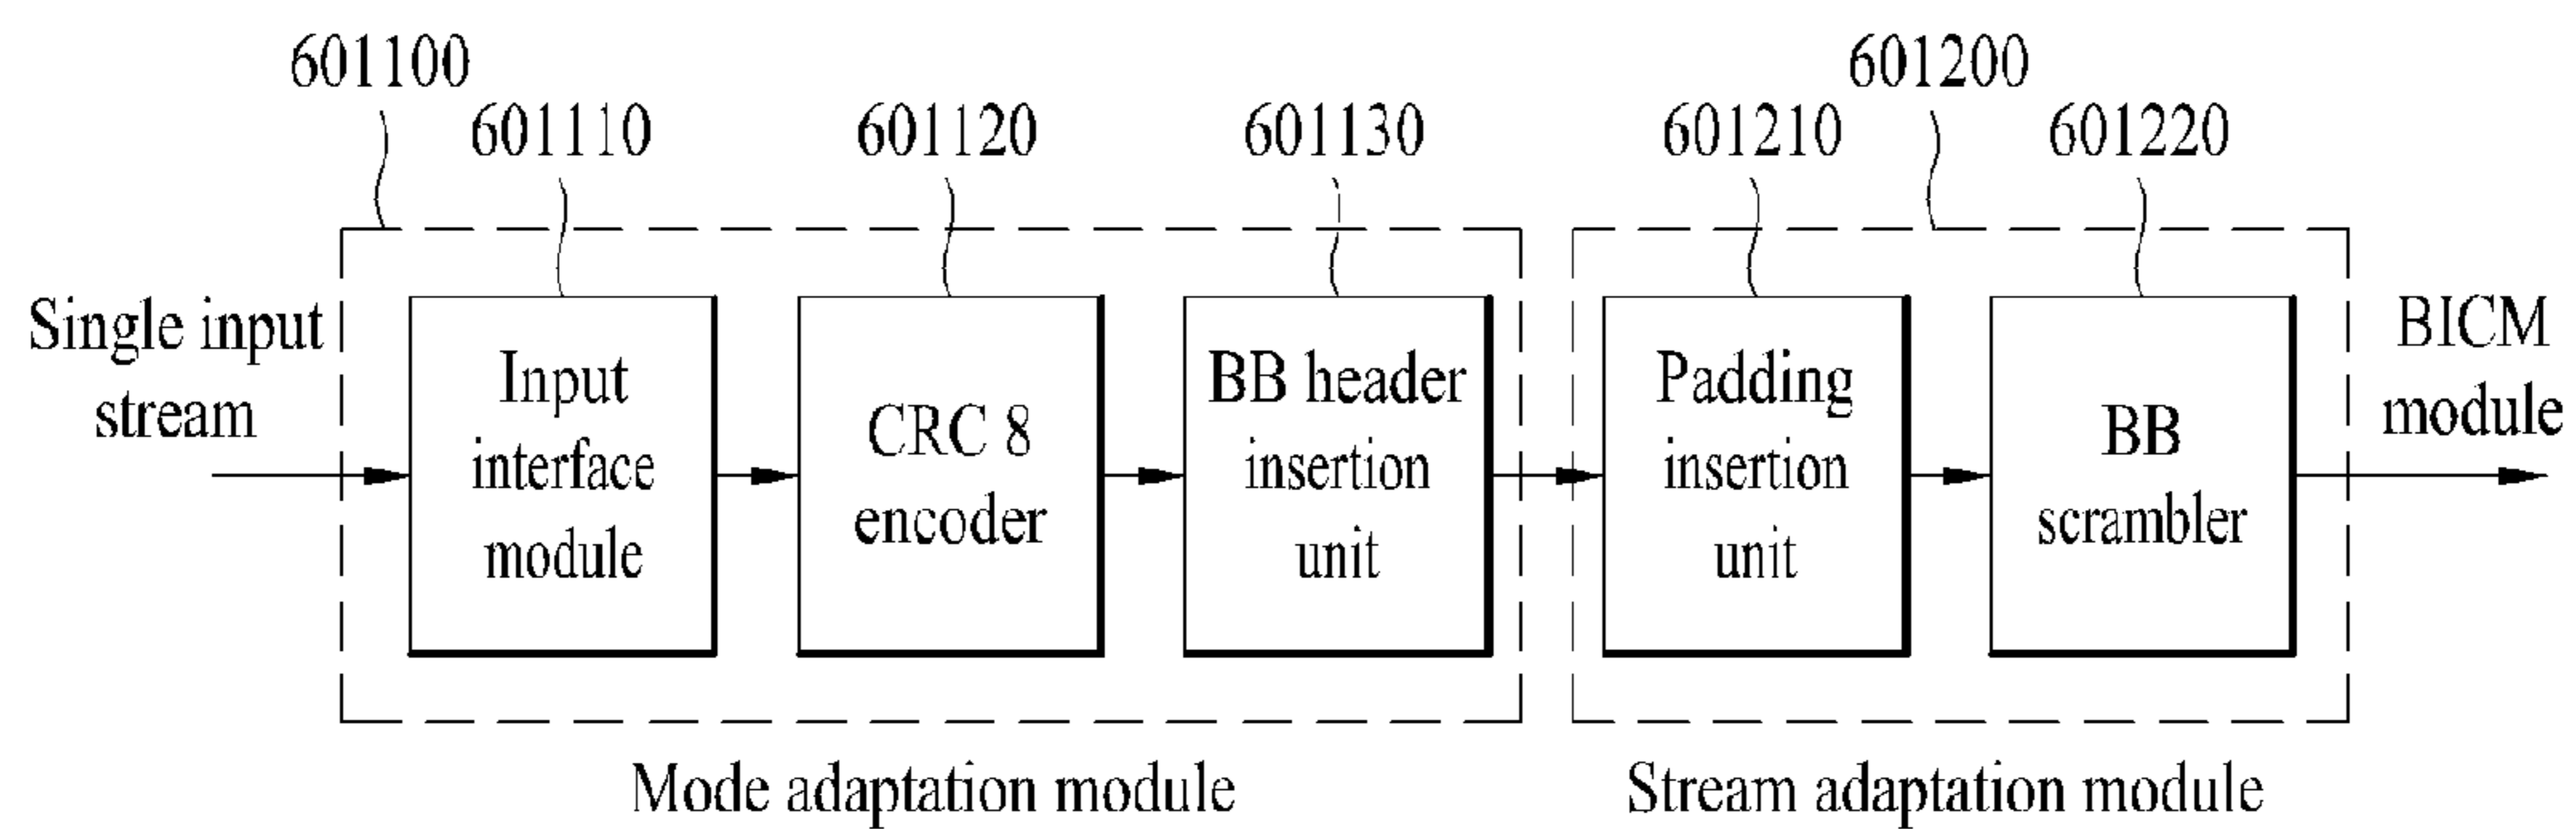 601100
601200
601110
601120
601130
601210
601220
Single input
stream
Input
interface
module
CRC 8
encoder
BB header
insertion
unit
Padding
insertion
unit
BB
scrambler
BICM
module
Mode adaptation module
Stream adaptation module